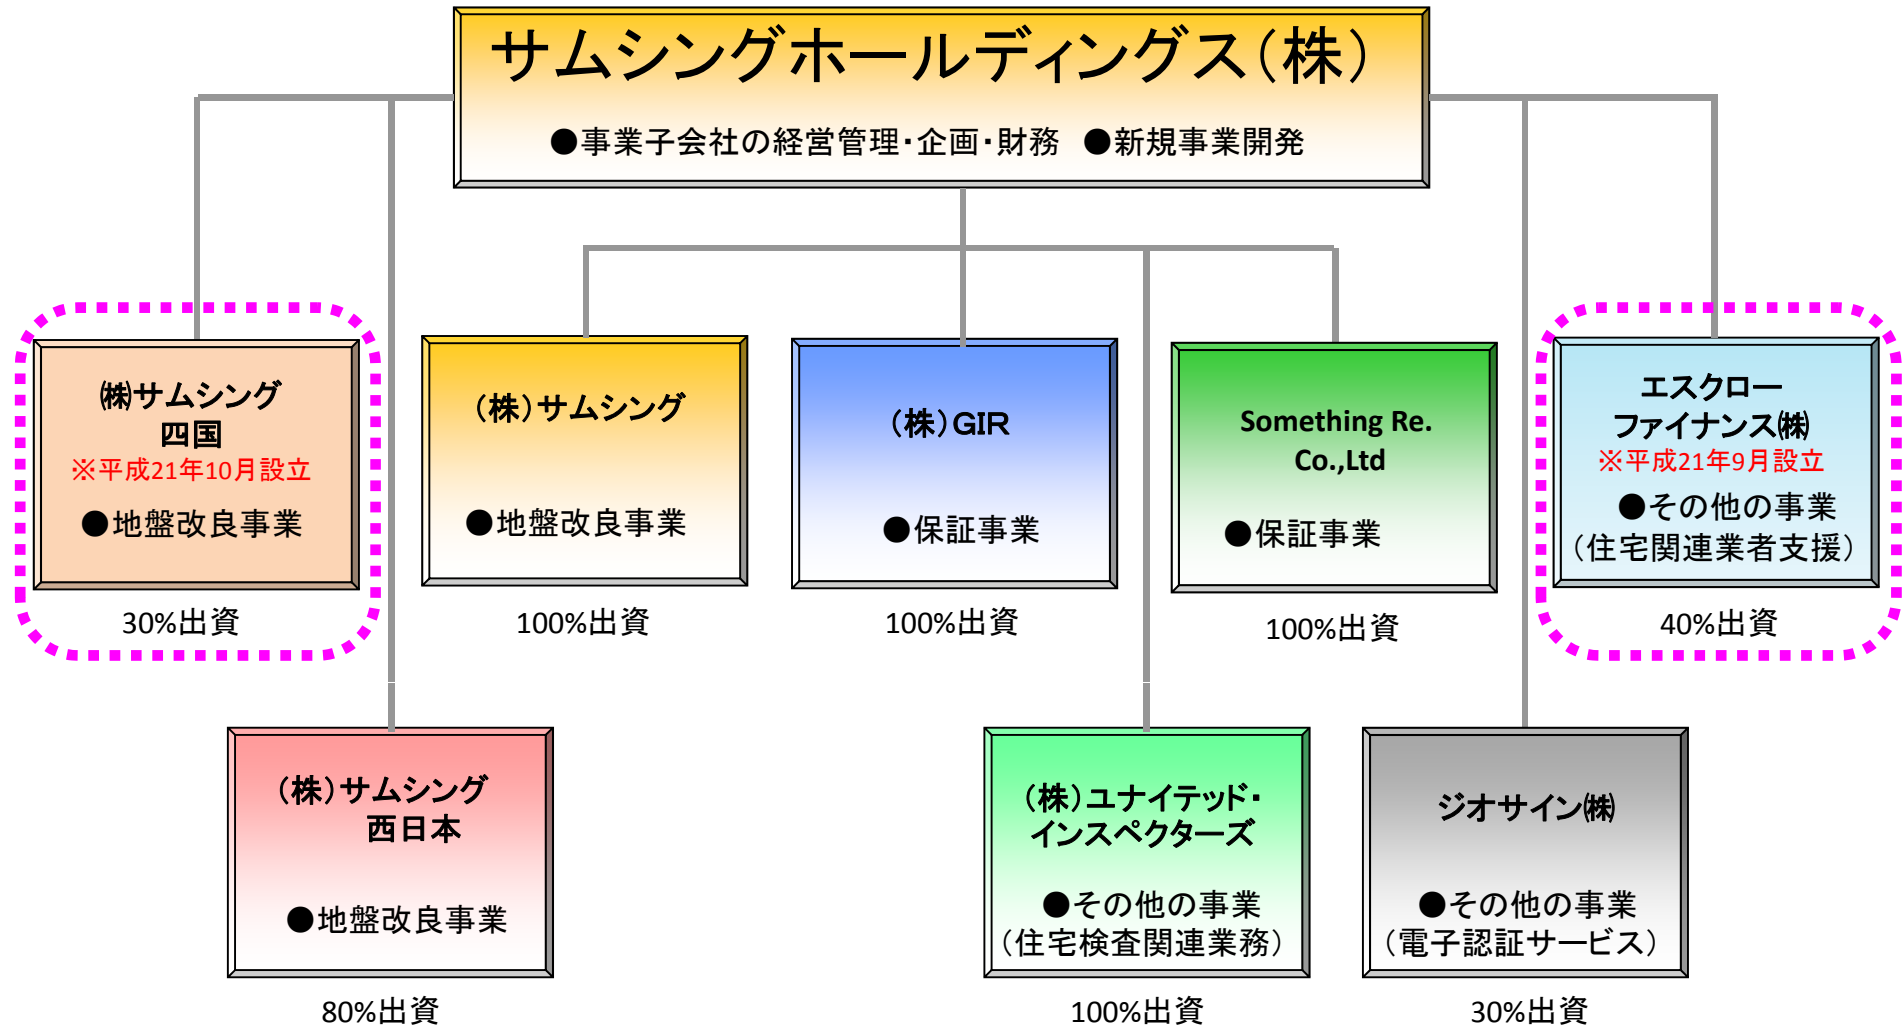 サムシングホールディングス（株）
●事業子会社の経営管理・企画・財務　●新規事業開発
㈱サムシング
四国
※平成21年10月設立
●地盤改良事業
30%出資
（株）サムシング
●地盤改良事業
100%出資
（株）GIR
●保証事業
100%出資
Something Re.
Co.,Ltd
●保証事業
100%出資
エスクロー
ファイナンス㈱
※平成21年9月設立
●その他の事業
（住宅関連業者支援）
40%出資
（株）サムシング
西日本
●地盤改良事業
80%出資
（株）ユナイテッド・
インスペクターズ
●その他の事業
（住宅検査関連業務）
100%出資
ジオサイン㈱
●その他の事業
（電子認証サービス）
30%出資